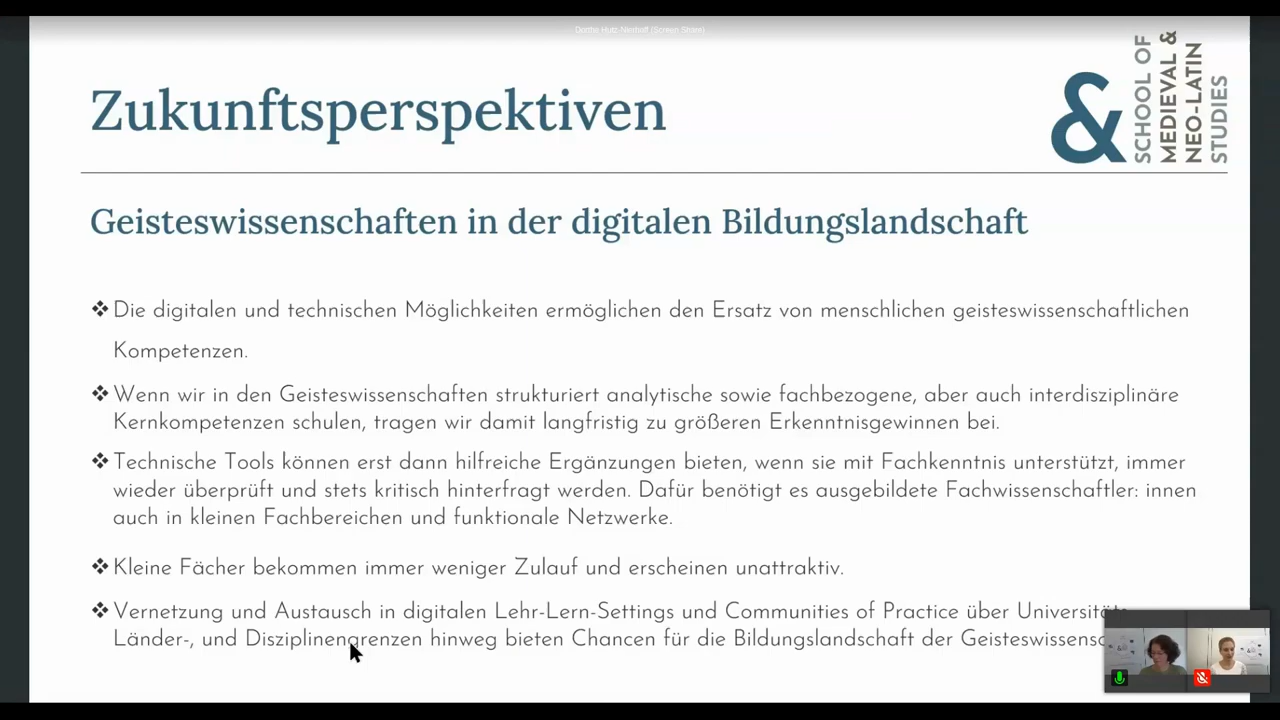 Zukunftsperspektiven
SCHOOL OF
MEDIEVAL &
NEO-LATIN
STUDIES
&
Geisteswissenschaften in der digitalen Bildungslandschaft
❖ Die digitalen und technischen Möglichkeiten ermöglichen den Ersatz von menschlichen geisteswissenschaftlichen
Kompetenzen.
❖ Wenn wir in den Geisteswissenschaften strukturiert analytische sowie fachbezogene, aber auch interdisziplinäre
Kernkompetenzen schulen, tragen wir damit langfristig zu größeren Erkenntnisgewinnen bei.
❖ Technische Tools können erst dann hilfreiche Ergänzungen bieten, wenn sie mit Fachkenntnis unterstützt, immer
wieder überprüft und stets kritisch hinterfragt werden. Dafür benötigt es ausgebildete Fachwissenschaftler: innen
auch in kleinen Fachbereichen und funktionale Netzwerke.
❖ Kleine Fächer bekommen immer weniger Zulauf und erscheinen unattraktiv.
❖ Vernetzung und Austausch in digitalen Lehr-Lern-Settings und Communities of Practice über
Länder-, und Disziplinengrenzen hinweg bieten Chancen für die Bildungslandschaft der